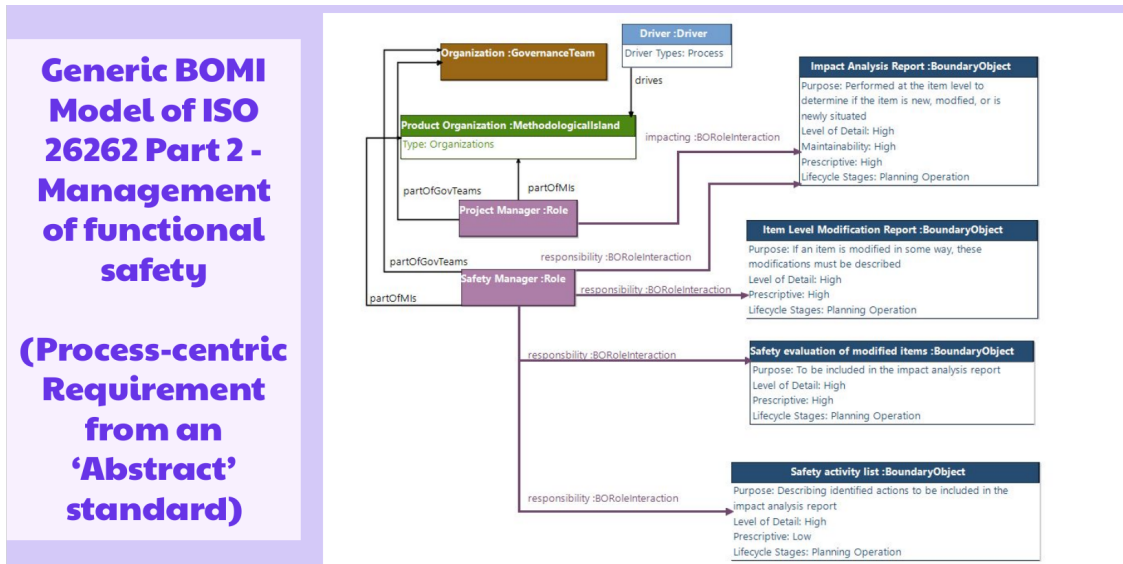 Generic BOMI
Model of ISO
26262 Part 2 -
Management
of functional
safety
(Process-centric
Requirement
from an
‘Abstract’
standard)
Organization :GovernanceTeam
Driver :Driver
Driver Types: Process
drives
Product Organization :MethodologicalIsland
Type: Organizations
impacting :BORoleInteraction
partOfGovTeams
partOfMIs
Project Manager :Role
partOfGovTeams
responsibility :BORoleInteraction
Safety Manager :Role
responsibility :BORoleInteraction
partOfMIs
responsbility :BORoleInteraction
responsibility :BORoleInteraction
Impact Analysis Report :BoundaryObject
Purpose: Performed at the item level to
determine if the item is new, modfied, or is
newly situated
Level of Detail: High
Maintainability: High
Prescriptive: High
Lifecycle Stages: Planning Operation
Item Level Modification Report :BoundaryObject
Purpose: If an item is modified in some way, these
modifications must be described
Level of Detail: High
Prescriptive: High
Lifecycle Stages: Planning Operation
Safety evaluation of modified items :BoundaryObject
Purpose: To be included in the impact analysis report
Level of Detail: High
Prescriptive: High
Lifecycle Stages: Planning Operation
Safety activity list :BoundaryObject
Purpose: Describing identified actions to be included in the
impact analysis report
Level of Detail: High
Prescriptive: Low
Lifecycle Stages: Planning Operation